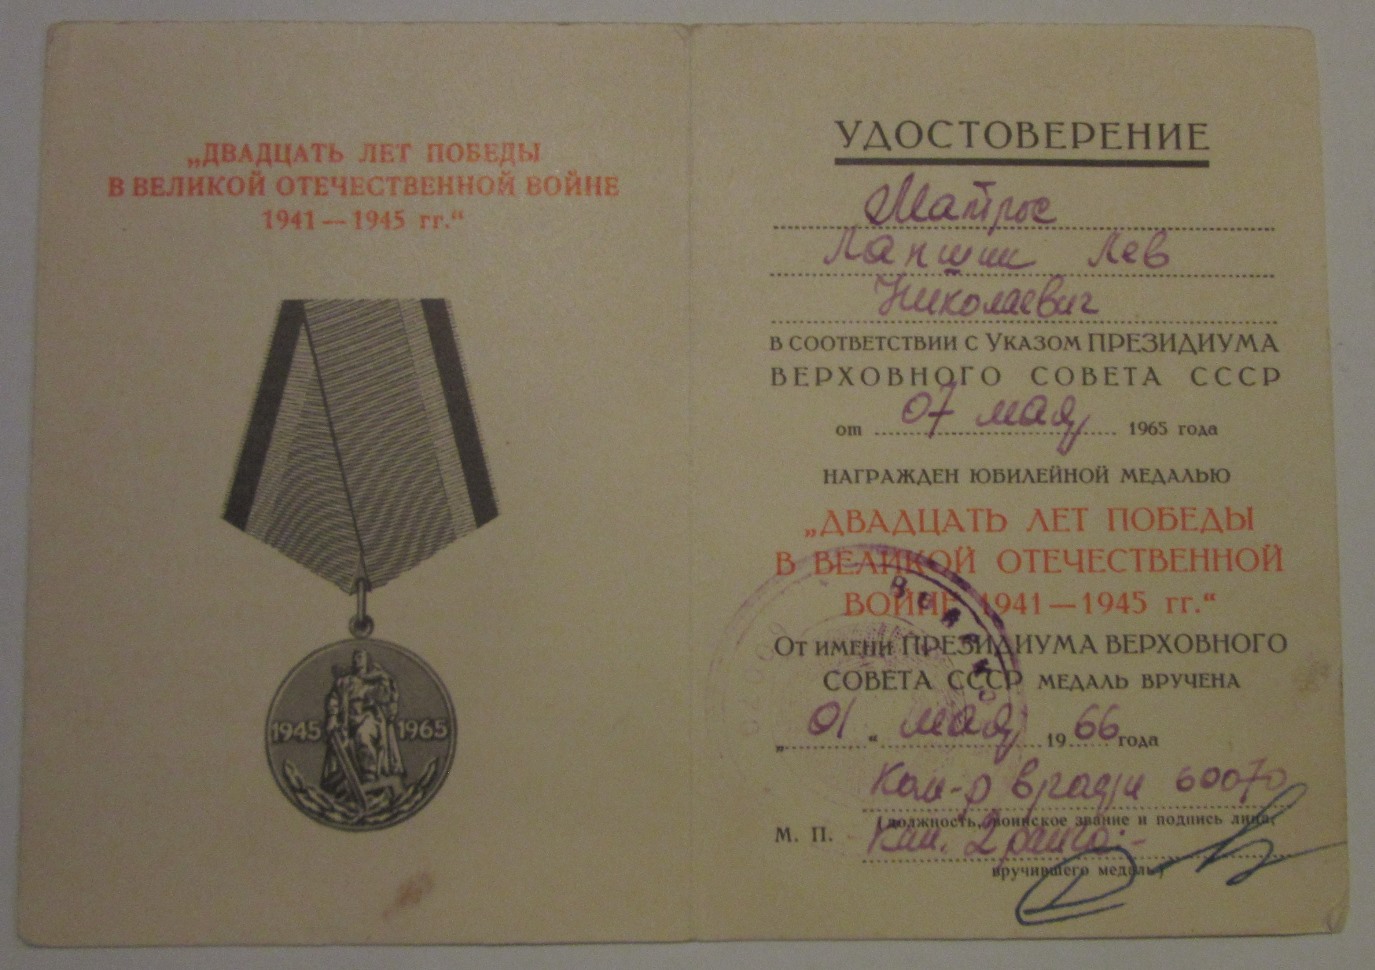 „ДВАДЦАТЬ ЛЕТ ПОБЕДЫ
В ВЕЛИКОЙ ОТЕЧЕСТВЕННОЙ ВОЙНЕ
1941—1945 гг.“
1945 1965
УДОСТОВЕРЕНИЕ
Матрос
Лапшин Лев
Николаевич
В СООТВЕТСТВИИ С УКАЗОМ ПРЕЗИДИУМА
ВЕРХОВНОГО СОВЕТА СССР
от 07 мая 1965 года
НАГРАЖДЕН ЮБИЛЕЙНОЙ МЕДАЛЬЮ
„ДВАДЦАТЬ ЛЕТ ПОБЕДЫ
В ВЕЛИКОЙ ОТЕЧЕСТВЕННОЙ
ВОЙНЕ 1941—1945 гг.“
ОТ ИМЕНИ ПРЕЗИДИУМА ВЕРХОВНОГО
СОВЕТА СССР МЕДАЛЬ ВРУЧЕНА
„01“ мая 1966 года
Ком-р в/части 60070
(должность, воинское звание и подпись лица,
М. П. Кап. 2 ранга:-
вручившего медаль)